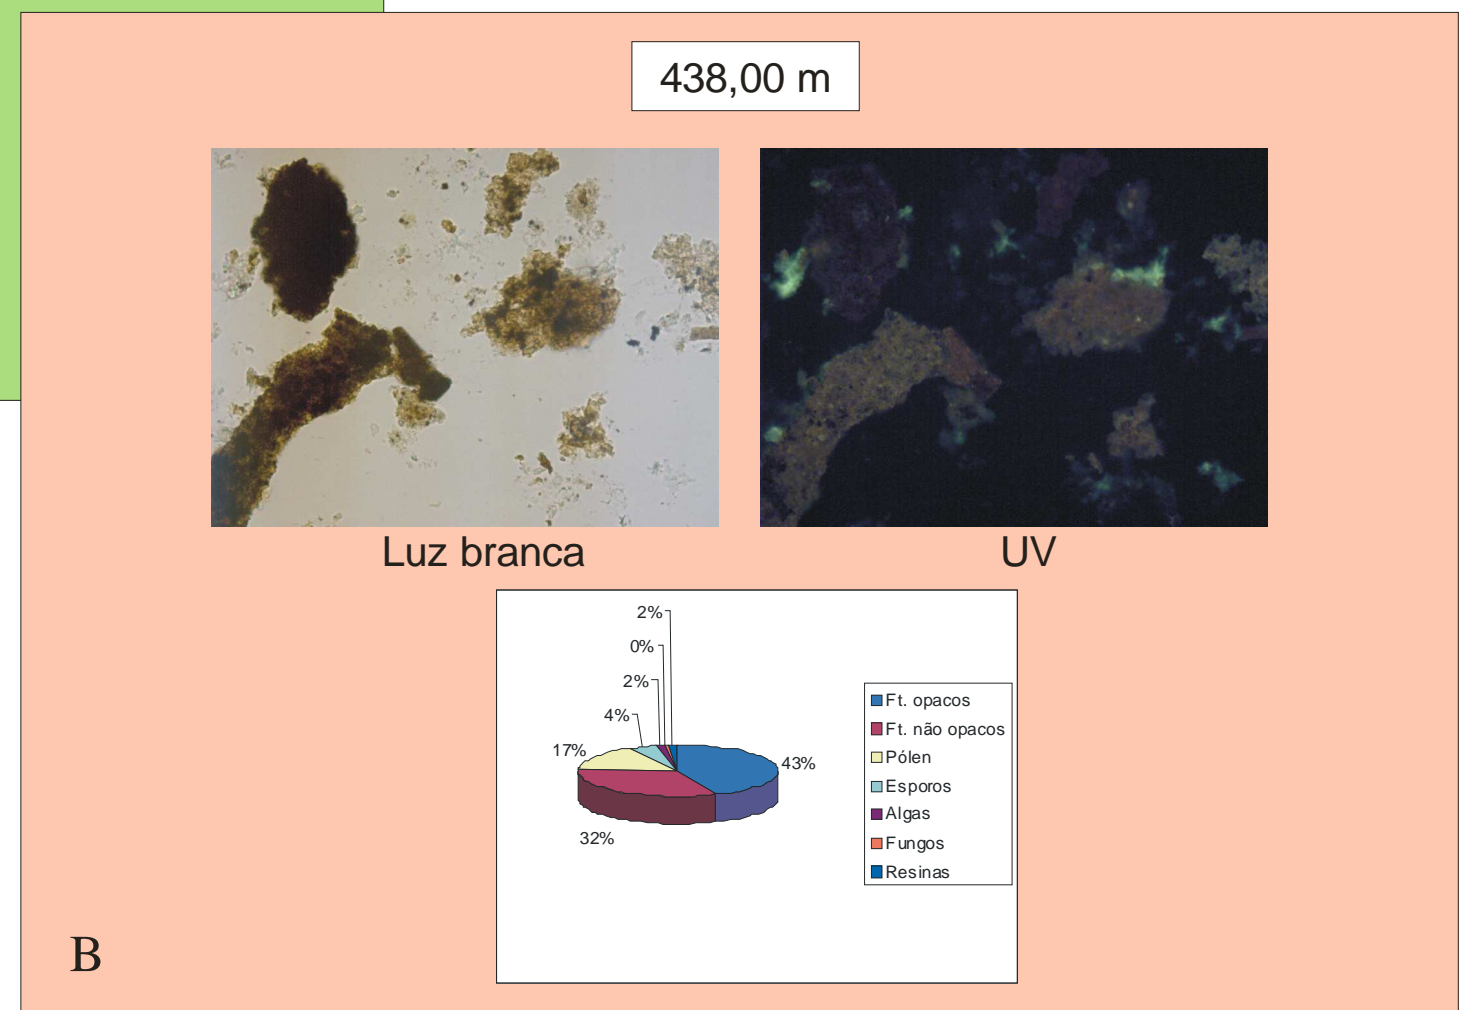 438,00 m
Luz branca
UV
2%
0%
2%
4%
17%
43%
32%
Ft. opacos
Ft. não opacos
Pólen
Esporos
Algas
Fungos
Resinas
B